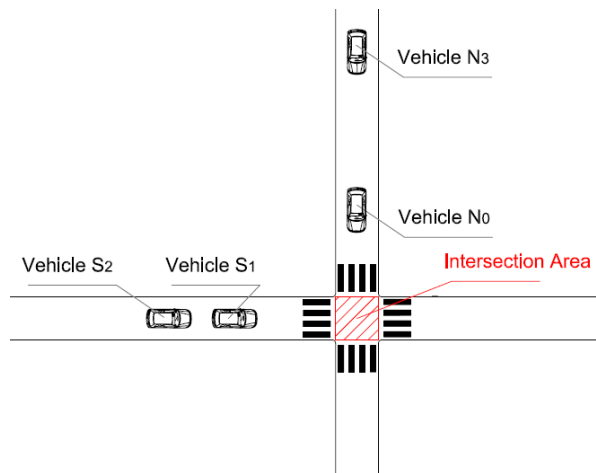 Vehicle N3
Vehicle N0
Vehicle S2
Vehicle S1
Intersection Area